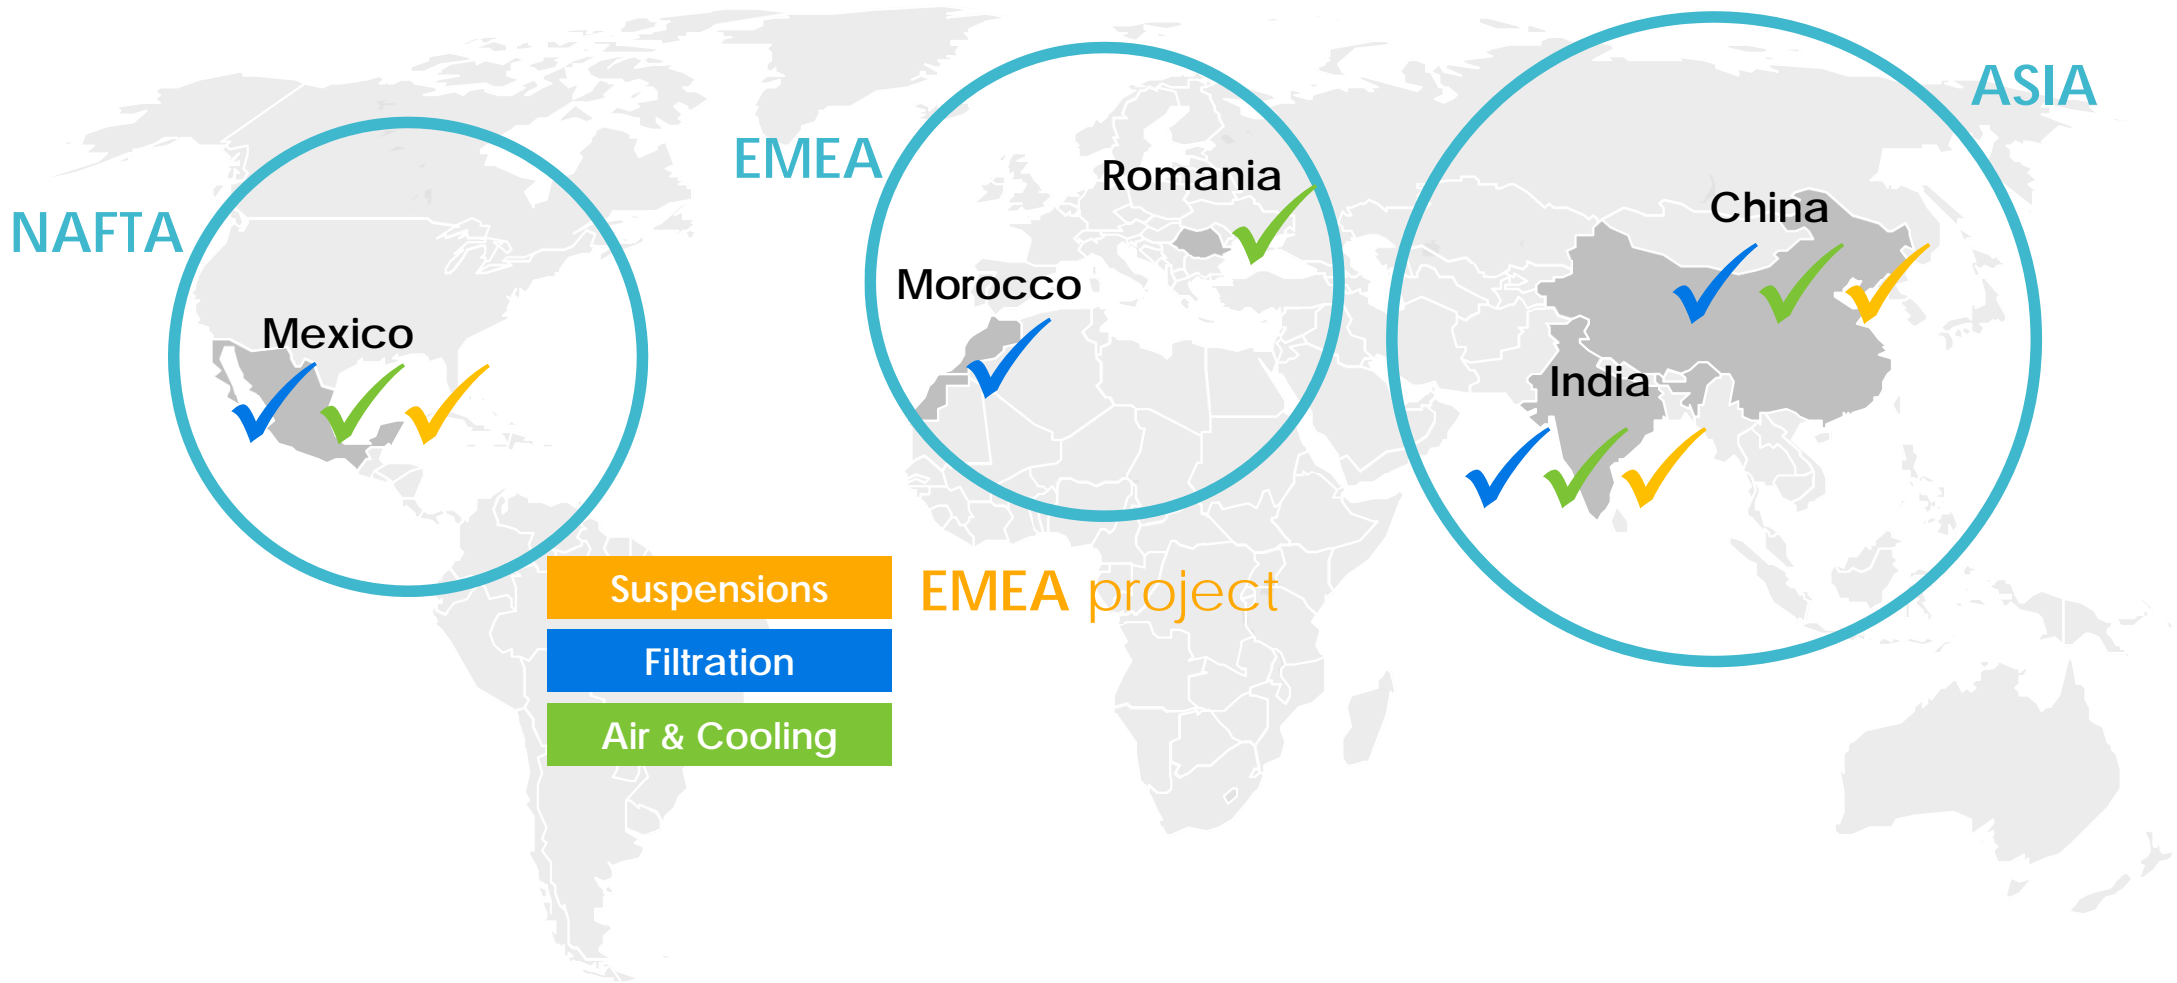 ASIA
EMEA
Romania
China
NAFTA
Morocco
Mexico
India
Suspensions
EMEA project
Filtration
Air & Cooling